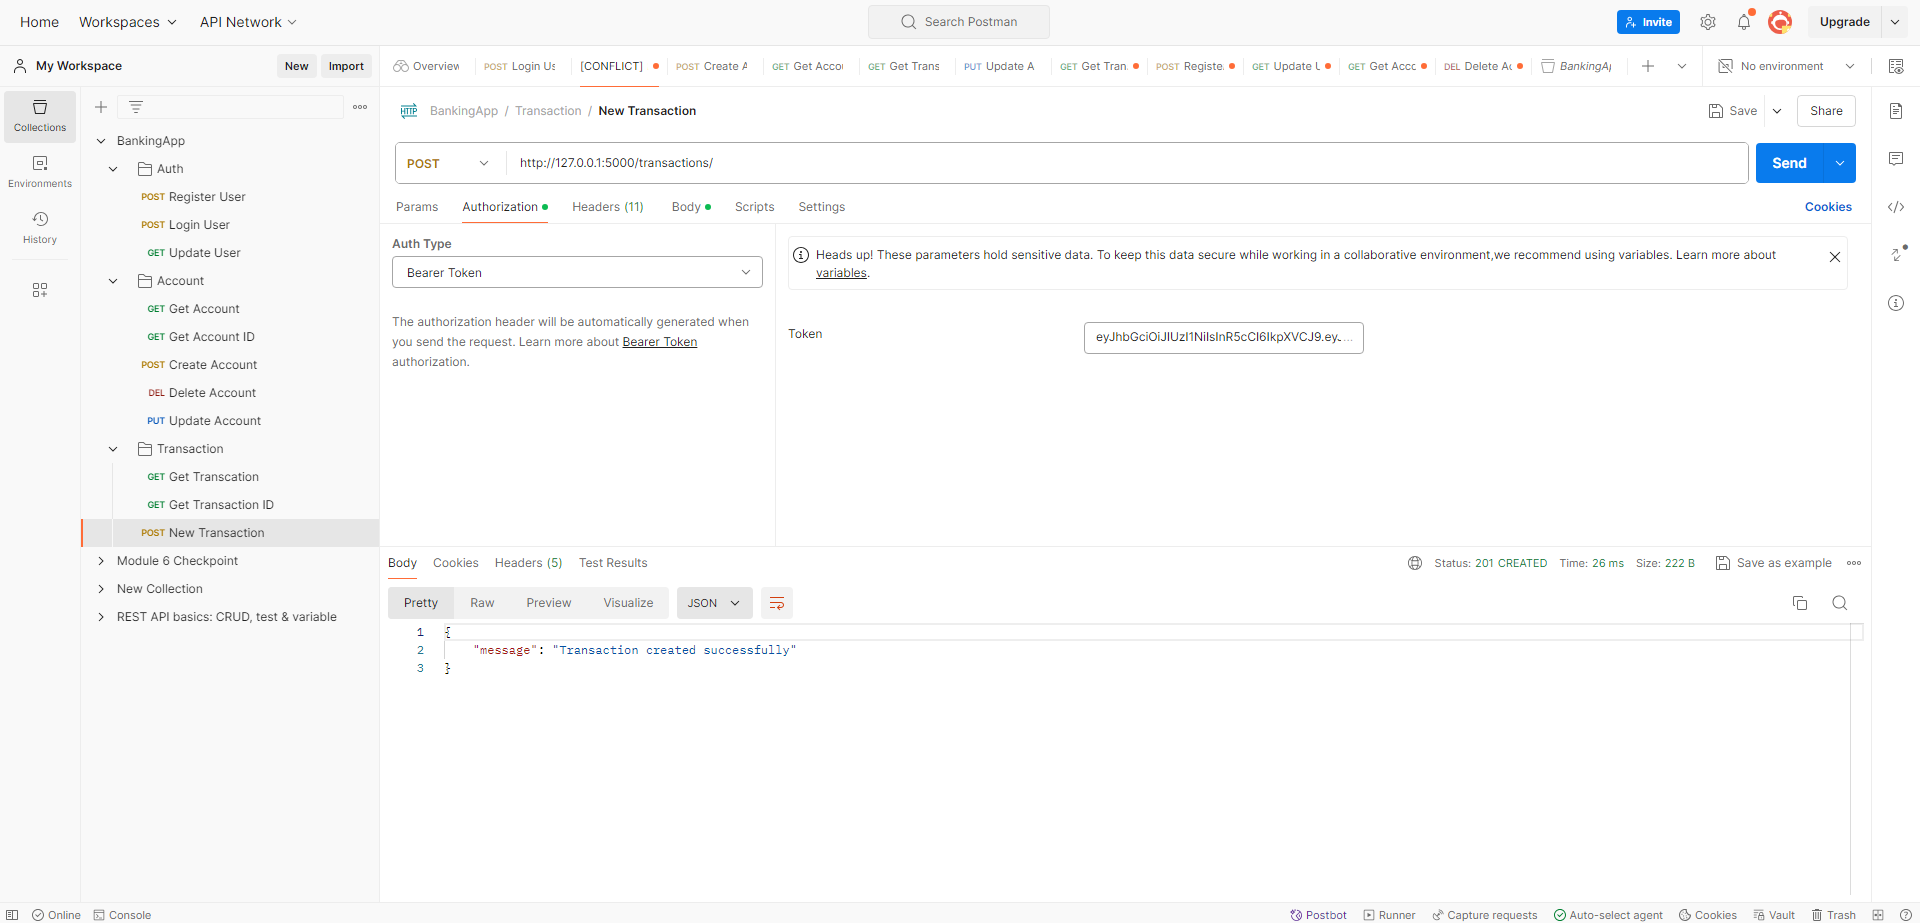 Home Workspaces API Network Search Postman Invite Upgrade
My Workspace New Import
Overview POST Login Us [CONFLICT] POST Create A GET Get Accou GET Get Trans PUT Update A GET Get Tran. POST Registe. GET Update U GET Get Acco DEL Delete Ac BankingAp No environment
Collections
Environments
History
BankingApp
Auth
POST Register User
POST Login User
GET Update User
Account
GET Get Account
GET Get Account ID
POST Create Account
DEL Delete Account
PUT Update Account
Transaction
GET Get Transcation
GET Get Transaction ID
POST New Transaction
Module 6 Checkpoint
New Collection
REST API basics: CRUD, test & variable
HTTP BankingApp / Transaction / New Transaction Save Share
POST http://127.0.0.1:5000/transactions/ Send
Params Authorization Headers (11) Body Scripts Settings Cookies
Auth Type
Bearer Token
The authorization header will be automatically generated when
you send the request. Learn more about Bearer Token
authorization.
Heads up! These parameters hold sensitive data. To keep this data secure while working in a collaborative environment,we recommend using variables. Learn more about
variables.
Token eyJhbGciOiJIUzI1NiIsInR5cCI6IkpXVCJ9.eyJ...
Body Cookies Headers (5) Test Results Status: 201 CREATED Time: 26 ms Size: 222 B Save as example
Pretty Raw Preview Visualize JSON
1 {
2 "message": "Transaction created successfully"
3 }
Online Console Postbot Runner Capture requests Auto-select agent Cookies Vault Trash